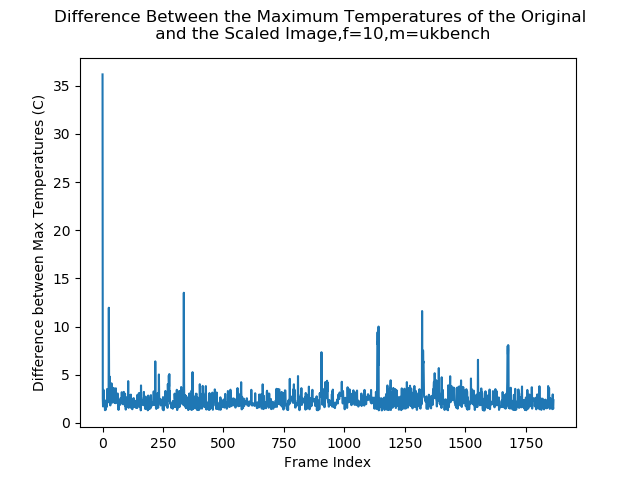 Difference Between the Maximum Temperatures of the Original
and the Scaled Image,f=10,m=ukbench
35
30
25
20
15
10
5
0
Difference between Max Temperatures (C)
0 250 500 750 1000 1250 1500 1750
Frame Index